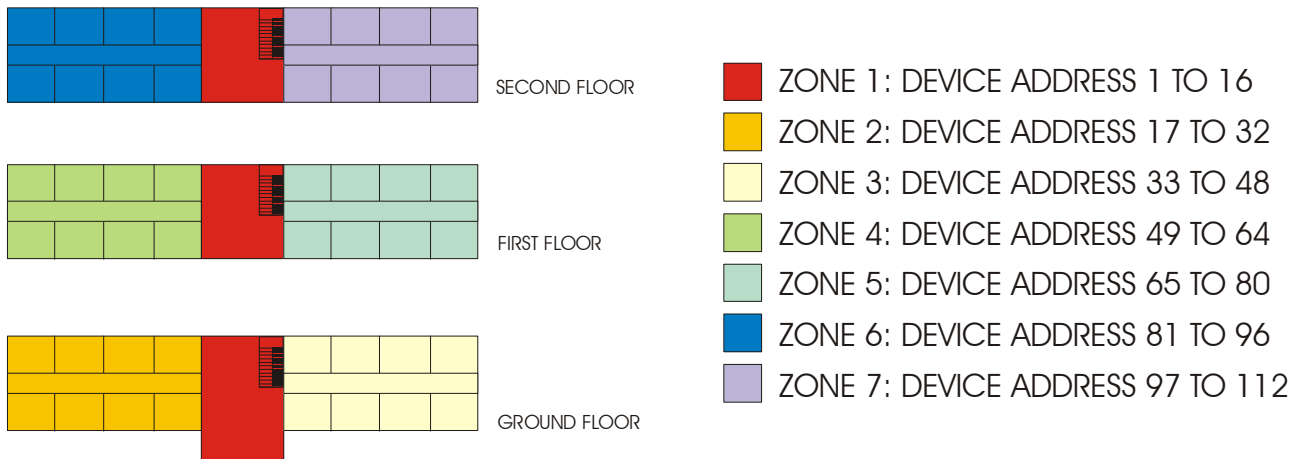 SECOND FLOOR
FIRST FLOOR
GROUND FLOOR
ZONE 1: DEVICE ADDRESS 1 TO 16
ZONE 2: DEVICE ADDRESS 17 TO 32
ZONE 3: DEVICE ADDRESS 33 TO 48
ZONE 4: DEVICE ADDRESS 49 TO 64
ZONE 5: DEVICE ADDRESS 65 TO 80
ZONE 6: DEVICE ADDRESS 81 TO 96
ZONE 7: DEVICE ADDRESS 97 TO 112